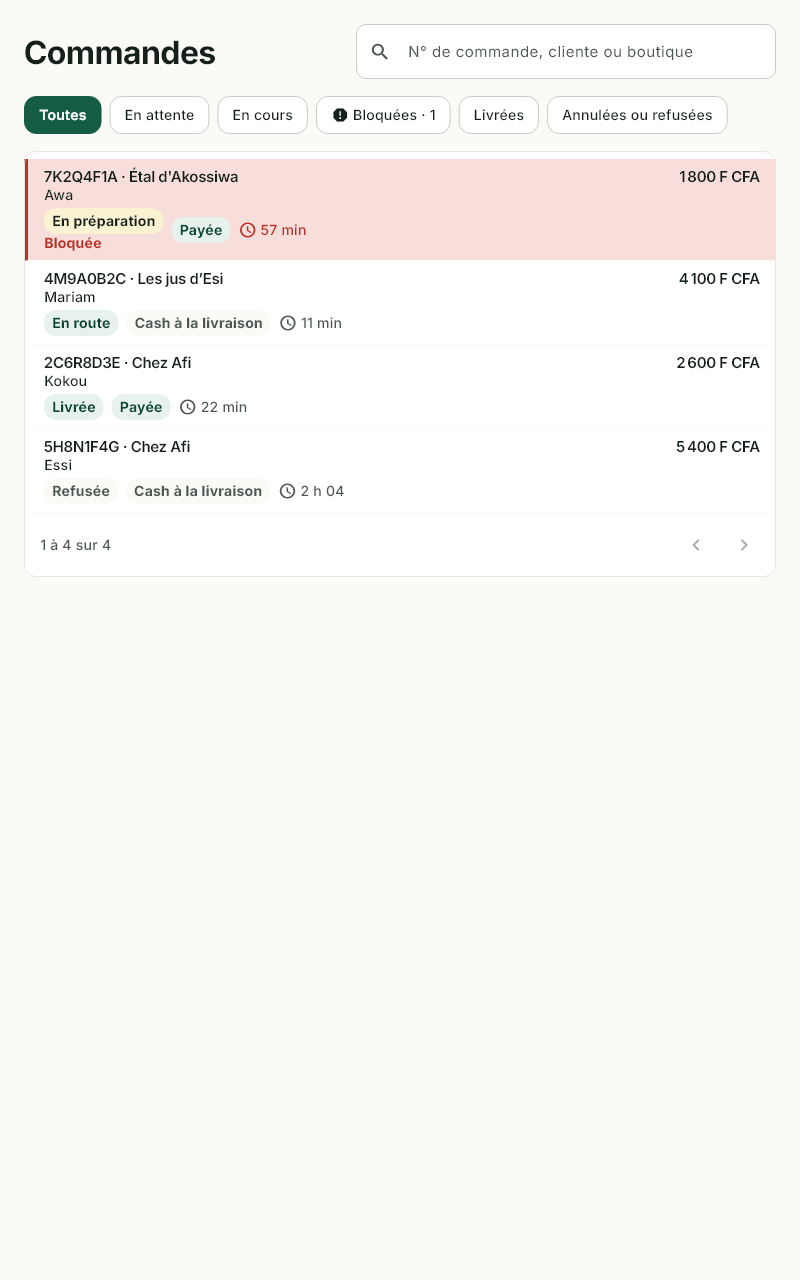 Commandes
N° de commande, cliente ou boutique
Toutes
En attente
En cours
Bloquées · 1
Livrées
Annulées ou refusées
7K2Q4F1A · Étal d'Akossiwa
1 800 F CFA
Awa
En préparation
Bloquée
Payée
57 min
4M9A0B2C · Les jus d’Esi
4 100 F CFA
Mariam
En route
Cash à la livraison
11 min
2C6R8D3E · Chez Afi
2 600 F CFA
Kokou
Livrée
Payée
22 min
5H8N1F4G · Chez Afi
5 400 F CFA
Essi
Refusée
Cash à la livraison
2 h 04
1 à 4 sur 4